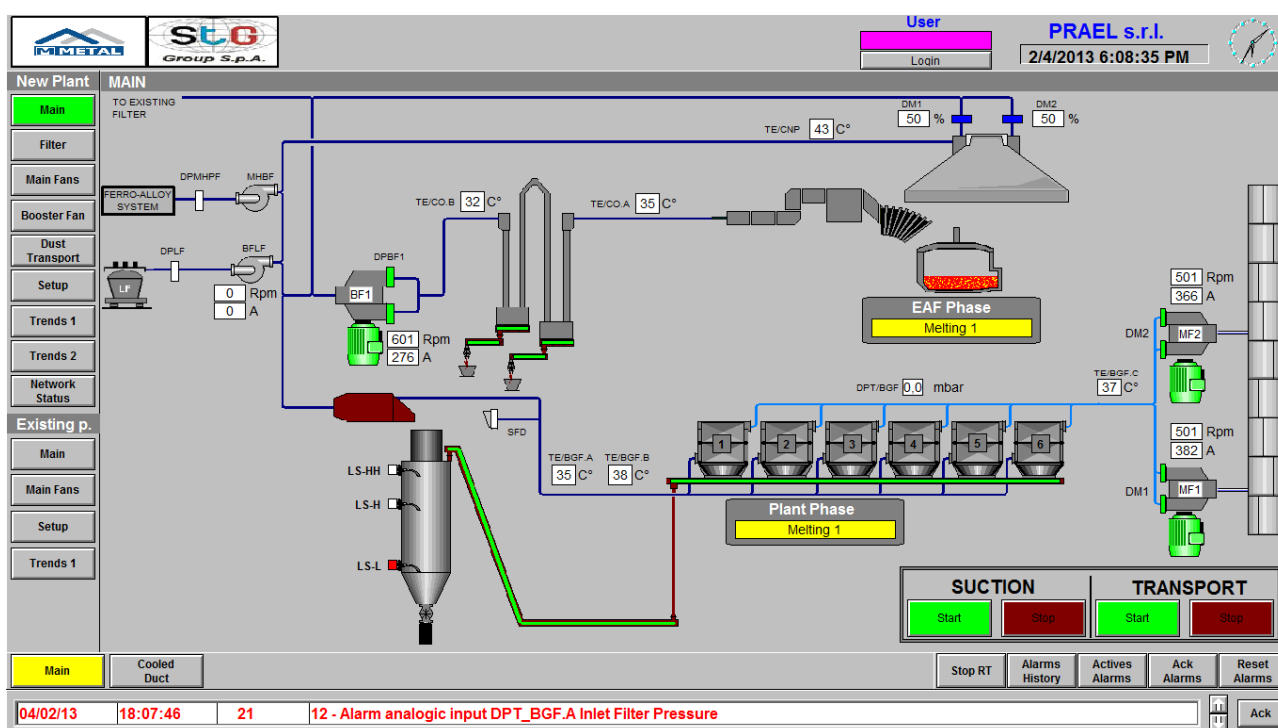 MMETAL
STG
Group S.p.A.
User
Login
PRAEL s.r.l.
2/4/2013 6:08:35 PM
New Plant
MAIN
Main
Filter
Main Fans
Booster Fan
Dust
Transport
Setup
Trends 1
Trends 2
Network
Status
Existing p.
Main
Main Fans
Setup
Trends 1
TO EXISTING
FILTER
DM1
50 %
DM2
50 %
TE/CNP 43 C°
DPMHPF
MHBF
FERRO-ALLOY
SYSTEM
TE/CO.B 32 C°
TE/CO.A 35 C°
DPLF
BFLF
LF
0 Rpm
0 A
DPBF1
BF1
601 Rpm
276 A
EAF Phase
Melting 1
501 Rpm
366 A
DM2
MF2
TE/BGF.C
37 C°
DPT/BGF 0,0 mbar
SFD
TE/BGF.A
35 C°
TE/BGF.B
38 C°
1 2 3 4 5 6
501 Rpm
382 A
DM1
MF1
LS-HH
LS-H
LS-L
Plant Phase
Melting 1
SUCTION
Start
Stop
TRANSPORT
Start
Stop
Main
Cooled
Duct
Stop RT
Alarms
History
Actives
Alarms
Ack
Alarms
Reset
Alarms
04/02/13 18:07:46 21 12 - Alarm analogic input DPT_BGF.A Inlet Filter Pressure
Ack